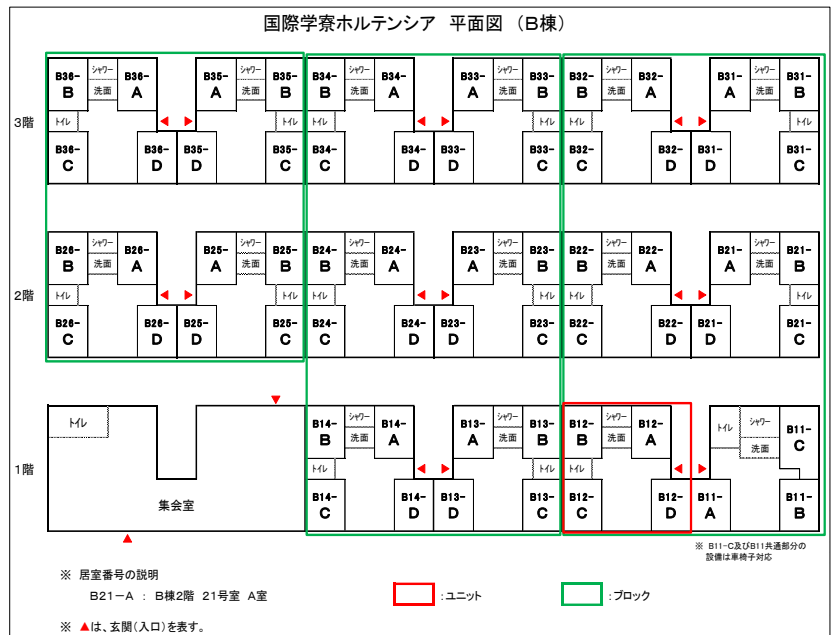 国際学寮ホルテンシア 平面図 （B棟）
3階
B36-B シャワー 洗面 B36-A B35-A シャワー 洗面 B35-B B34-B シャワー 洗面 B34-A B33-A シャワー 洗面 B33-B B32-B シャワー 洗面 B32-A B31-A シャワー 洗面 B31-B
トイレ トイレ トイレ トイレ トイレ トイレ
B36-C B36-D B35-D B35-C B34-C B34-D B33-D B33-C B32-C B32-D B31-D B31-C
2階
B26-B シャワー 洗面 B26-A B25-A シャワー 洗面 B25-B B24-B シャワー 洗面 B24-A B23-A シャワー 洗面 B23-B B22-B シャワー 洗面 B22-A B21-A シャワー 洗面 B21-B
トイレ トイレ トイレ トイレ トイレ トイレ
B26-C B26-D B25-D B25-C B24-C B24-D B23-D B23-C B22-C B22-D B21-D B21-C
1階
トイレ B14-B シャワー 洗面 B14-A B13-A シャワー 洗面 B13-B B12-B シャワー 洗面 B12-A トイレ シャワー 洗面 B11-C
トイレ トイレ トイレ
集会室 B14-C B14-D B13-D B13-C B12-C B12-D B11-A B11-B
※ B11-C及びB11共通部分の
設備は車椅子対応
※ 居室番号の説明
B21-A ： B棟2階 21号室 A室
：ユニット
：ブロック
※ ▲は、玄関（入口）を表す。